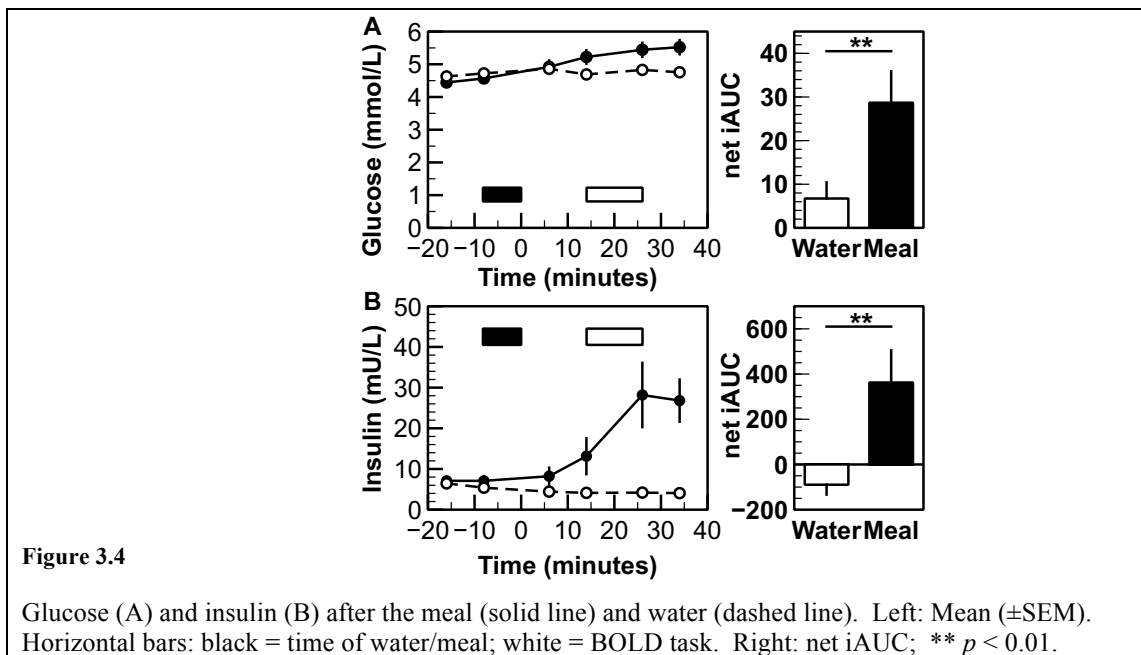 A
Glucose (mmol/L)
6
5
4
3
2
1
0
−20 −10 0 10 20 30 40
Time (minutes)
net iAUC
40
30
20
10
0
**
Water Meal
B
Insulin (mU/L)
50
40
30
20
10
0
−20 −10 0 10 20 30 40
Time (minutes)
net iAUC
600
400
200
0
−200
**
Water Meal
Figure 3.4
Glucose (A) and insulin (B) after the meal (solid line) and water (dashed line). Left: Mean (±SEM).
Horizontal bars: black = time of water/meal; white = BOLD task. Right: net iAUC; ** p < 0.01.